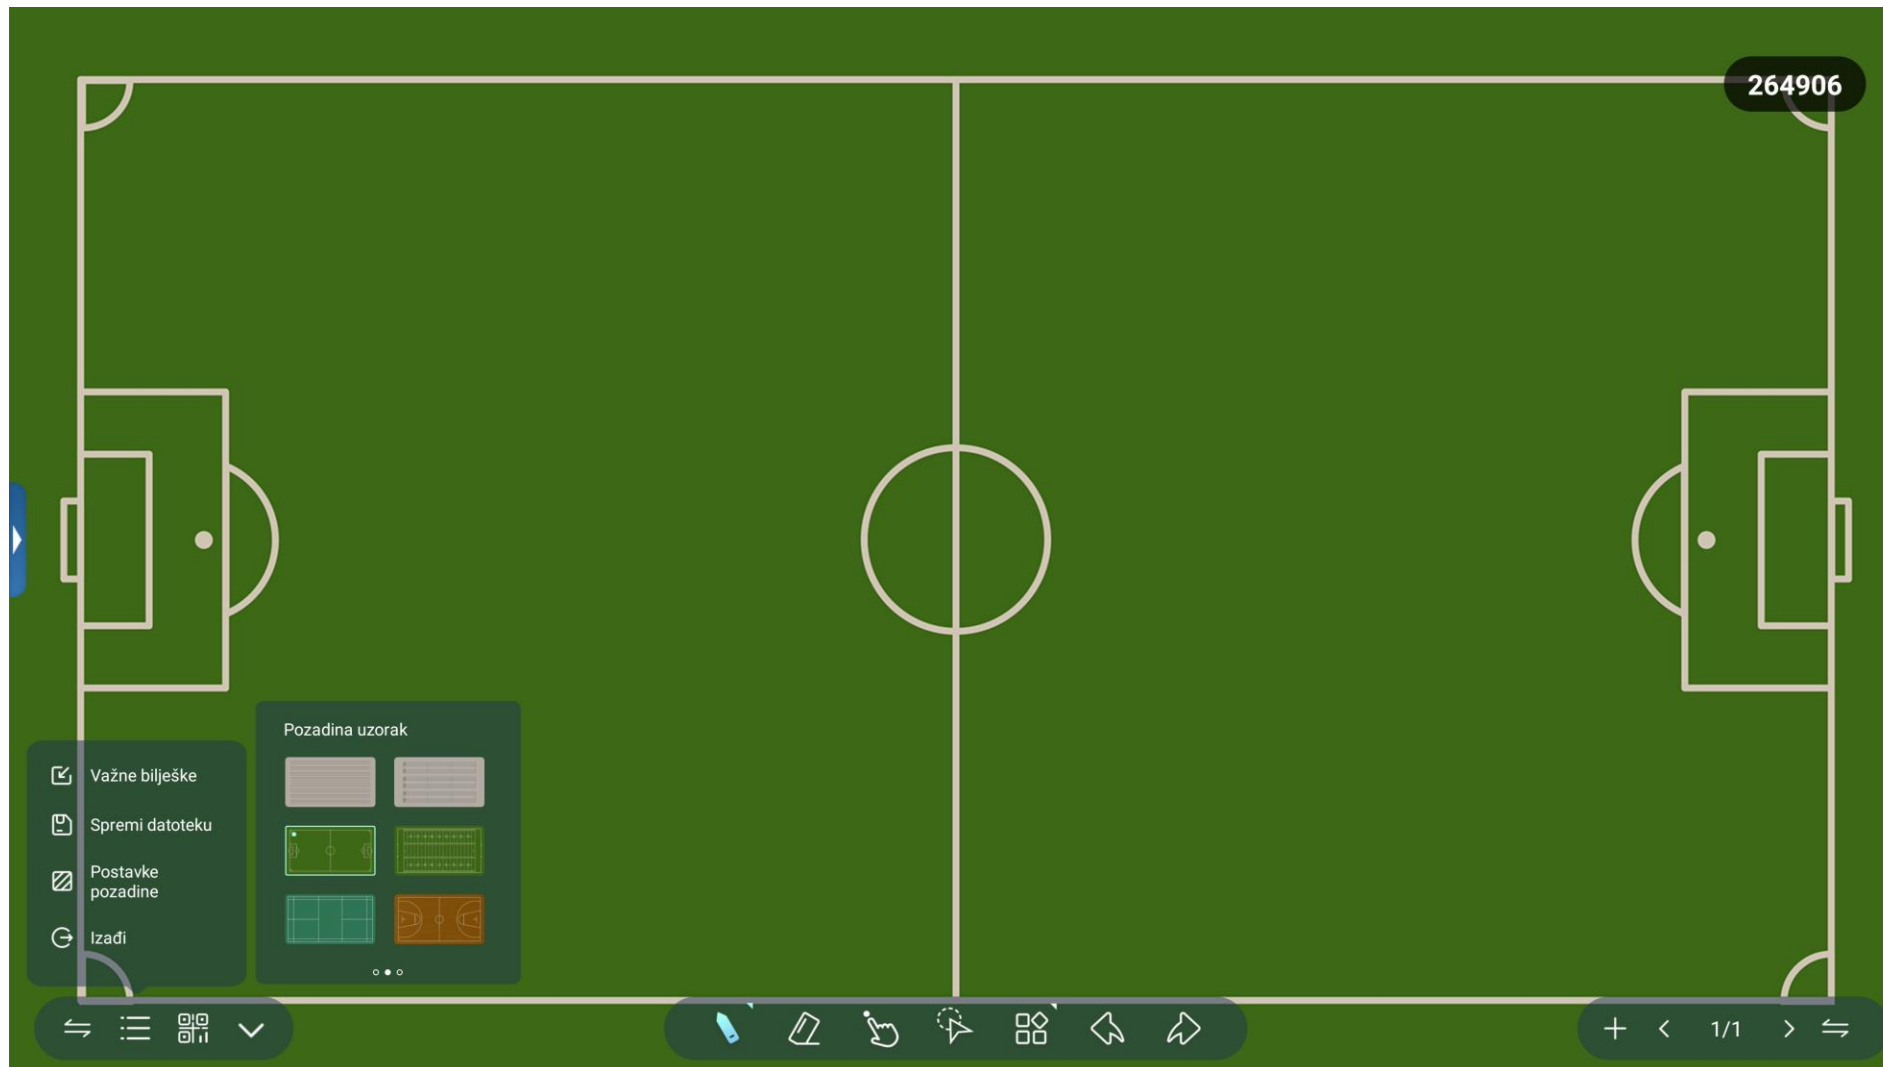 264906
Pozadina uzorak
Važne bilješke
Spremi datoteku
Postavke
pozadine
Izađi
1/1